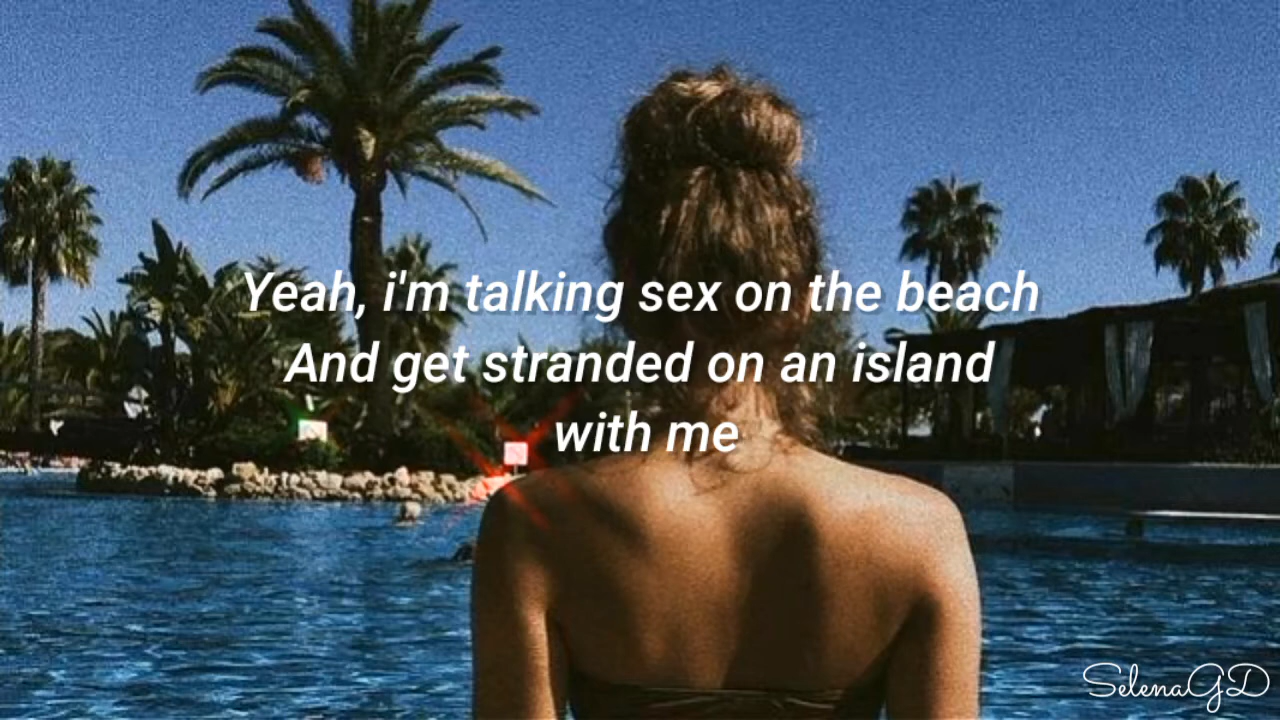 Yeah, i'm talking sex on the beach
And get stranded on an island
with me
SelenaGD